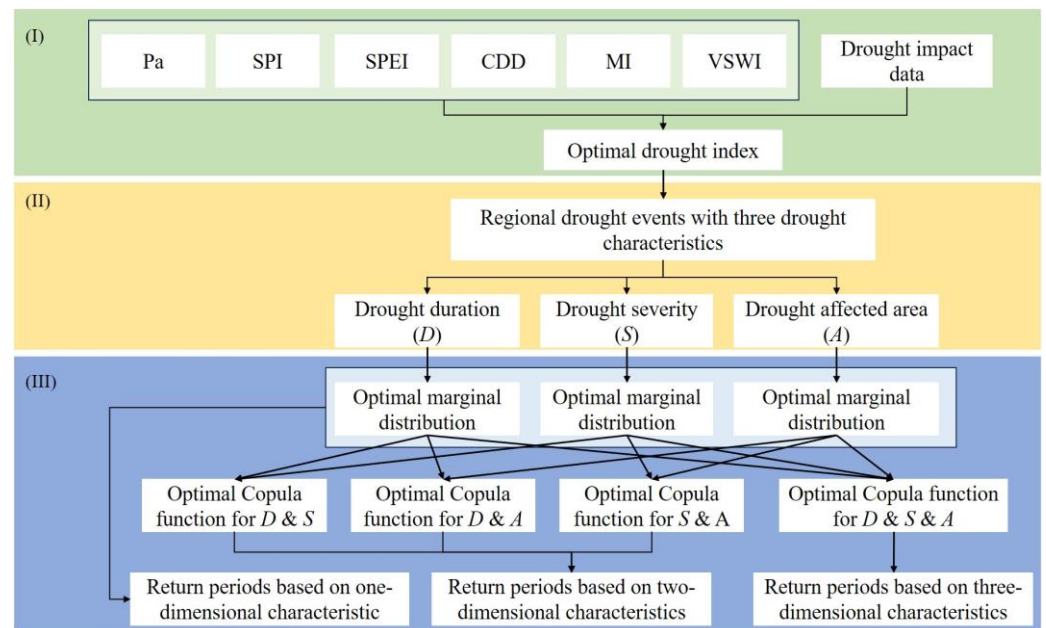 (I)
Pa
SPI
SPEI
CDD
MI
VSWI
Drought impact
data
Optimal drought index
(II)
Regional drought events with three drought
characteristics
Drought duration
(D)
Drought severity
(S)
Drought affected area
(A)
(III)
Optimal marginal
distribution
Optimal marginal
distribution
Optimal marginal
distribution
Optimal Copula
function for D & S
Optimal Copula
function for D & A
Optimal Copula
function for S & A
Optimal Copula function
for D & S & A
Return periods based on one-
dimensional characteristic
Return periods based on two-
dimensional characteristics
Return periods based on three-
dimensional characteristics